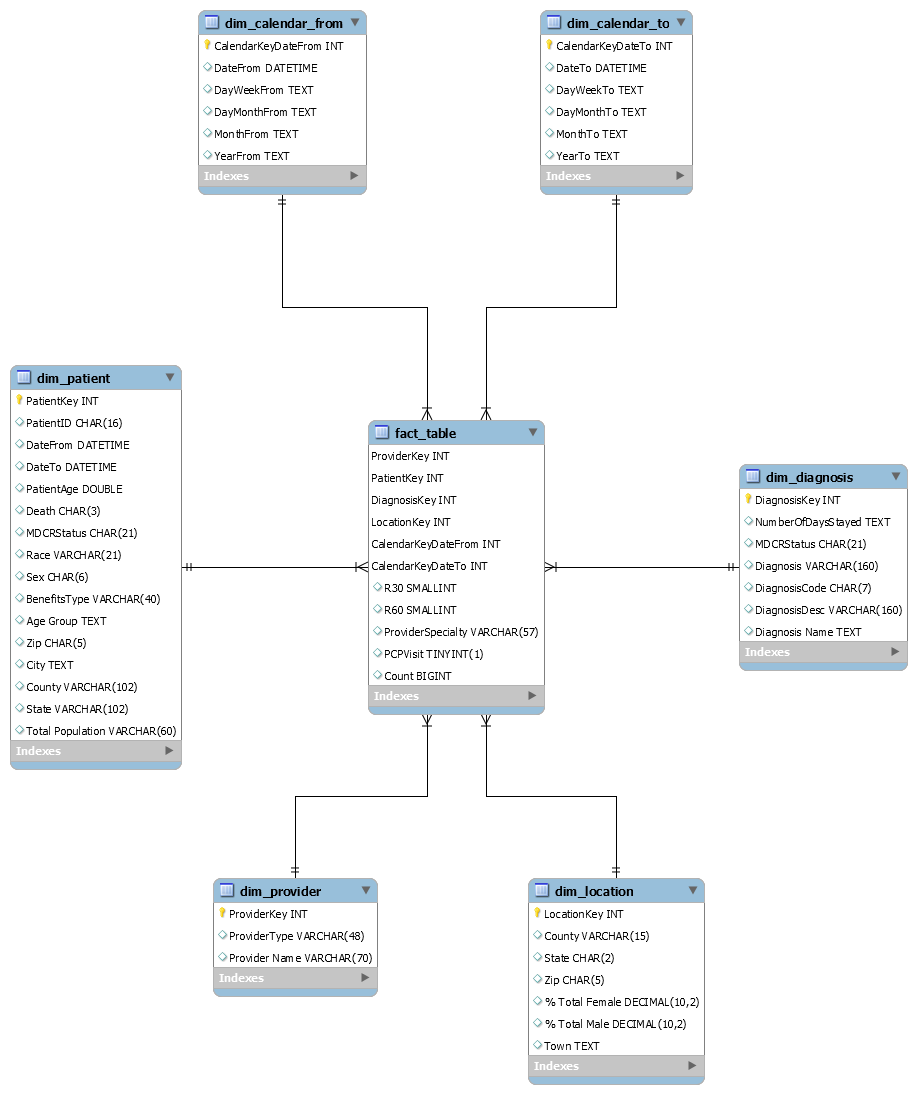 dim_calendar_from
CalendarKeyDateFrom INT
DateFrom DATETIME
DayWeekFrom TEXT
DayMonthFrom TEXT
MonthFrom TEXT
YearFrom TEXT
Indexes
dim_calendar_to
CalendarKeyDateTo INT
DateTo DATETIME
DayWeekTo TEXT
DayMonthTo TEXT
MonthTo TEXT
YearTo TEXT
Indexes
dim_patient
PatientKey INT
PatientID CHAR(16)
DateFrom DATETIME
DateTo DATETIME
PatientAge DOUBLE
Death CHAR(3)
MDCRStatus CHAR(21)
Race VARCHAR(21)
Sex CHAR(6)
BenefitsType VARCHAR(40)
Age Group TEXT
Zip CHAR(5)
City TEXT
County VARCHAR(102)
State VARCHAR(102)
Total Population VARCHAR(60)
Indexes
fact_table
ProviderKey INT
PatientKey INT
DiagnosisKey INT
LocationKey INT
CalendarKeyDateFrom INT
CalendarKeyDateTo INT
R30 SMALLINT
R60 SMALLINT
ProviderSpecialty VARCHAR(57)
PCPVisit TINYINT(1)
Count BIGINT
Indexes
dim_diagnosis
DiagnosisKey INT
NumberOfDaysStayed TEXT
MDCRStatus CHAR(21)
Diagnosis VARCHAR(160)
DiagnosisCode CHAR(7)
DiagnosisDesc VARCHAR(160)
Diagnosis Name TEXT
Indexes
dim_provider
ProviderKey INT
ProviderType VARCHAR(48)
Provider Name VARCHAR(70)
Indexes
dim_location
LocationKey INT
County VARCHAR(15)
State CHAR(2)
Zip CHAR(5)
% Total Female DECIMAL(10,2)
% Total Male DECIMAL(10,2)
Town TEXT
Indexes